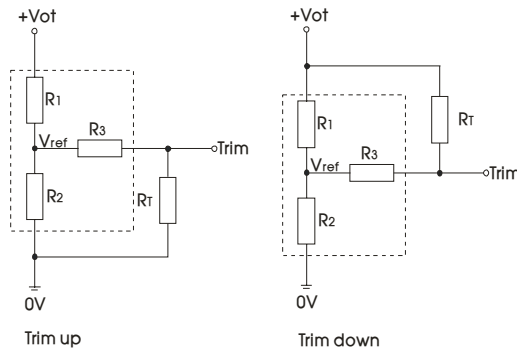 +Vot
R1
Vref
R3
Trim
R2
RT
0V
Trim up
+Vot
R1
RT
Vref
R3
Trim
R2
0V
Trim down